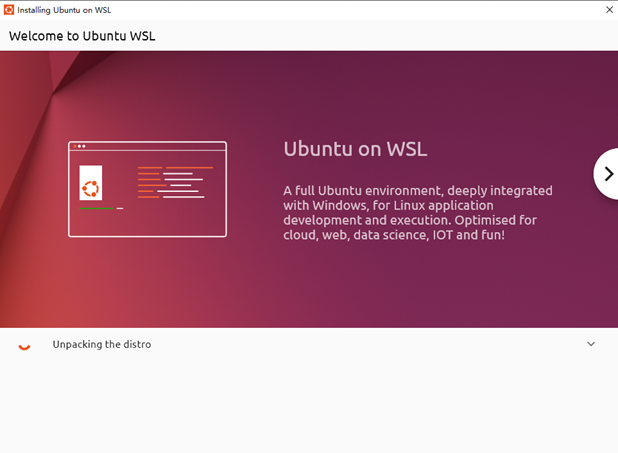 Installing Ubuntu on WSL
Welcome to Ubuntu WSL
Ubuntu on WSL
A full Ubuntu environment, deeply integrated
with Windows, for Linux application
development and execution. Optimised for
cloud, web, data science, IOT and fun!
Unpacking the distro